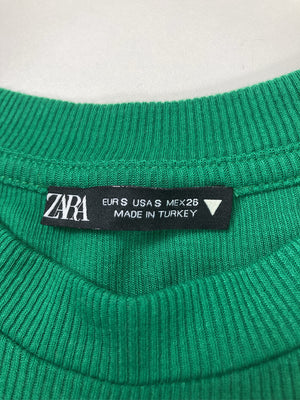 ZARA
EUR S USA S MEX 26
MADE IN TURKEY